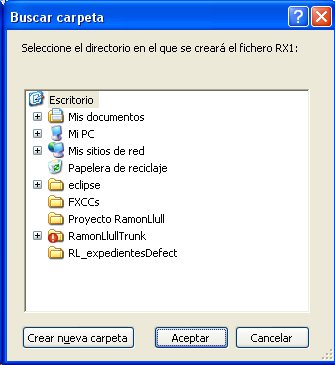 Buscar carpeta
Seleccione el directorio en el que se creará el fichero RX1:
Escritorio
Mis documentos
Mi PC
Mis sitios de red
Papelera de reciclaje
eclipse
FXCCs
Proyecto RamonLlull
RamonLlullTrunk
RL_expedientesDefect
Crear nueva carpeta
Aceptar
Cancelar